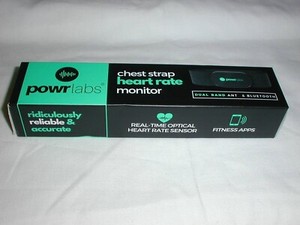 powrlabs
chest strap
heart rate
monitor
powrlabs
DUAL BAND ANT & BLUETOOTH
ridiculously
reliable &
accurate
REAL-TIME OPTICAL
HEART RATE SENSOR
FITNESS APPS